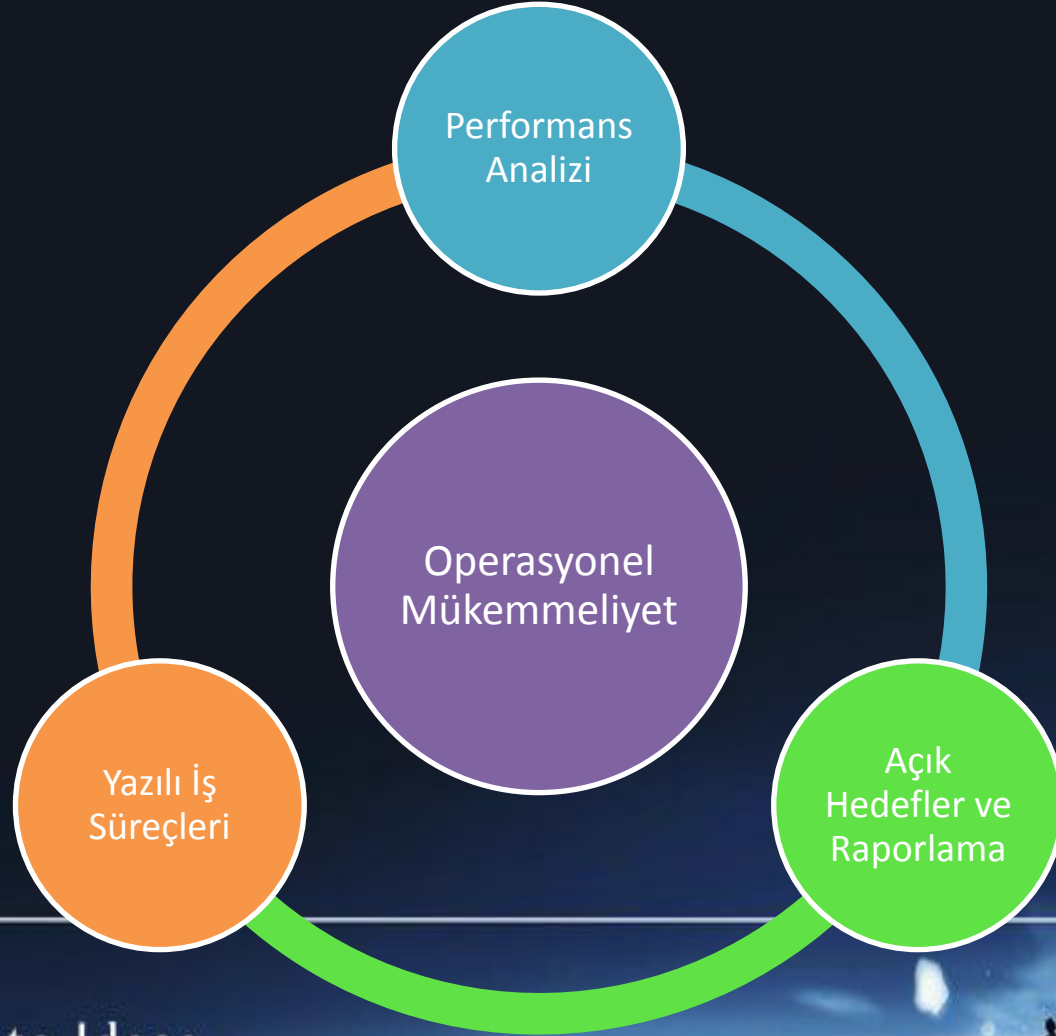 Performans
Analizi
Operasyonel
Mükemmeliyet
Yazılı İş
Süreçleri
Açık
Hedefler ve
Raporlama